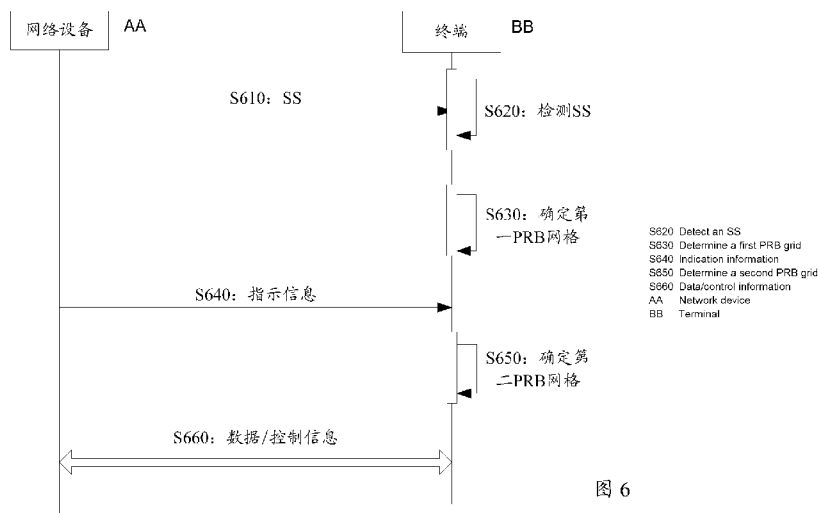 网络设备
AA
终端
BB
S610：SS
S620：检测SS
S630：确定第
一PRB网格
S640：指示信息
S650：确定第
二PRB网格
S660：数据/控制信息
S620 Detect an SS
S630 Determine a first PRB grid
S640 Indication information
S650 Determine a second PRB grid
S660 Data/control information
AA Network device
BB Terminal
图 6